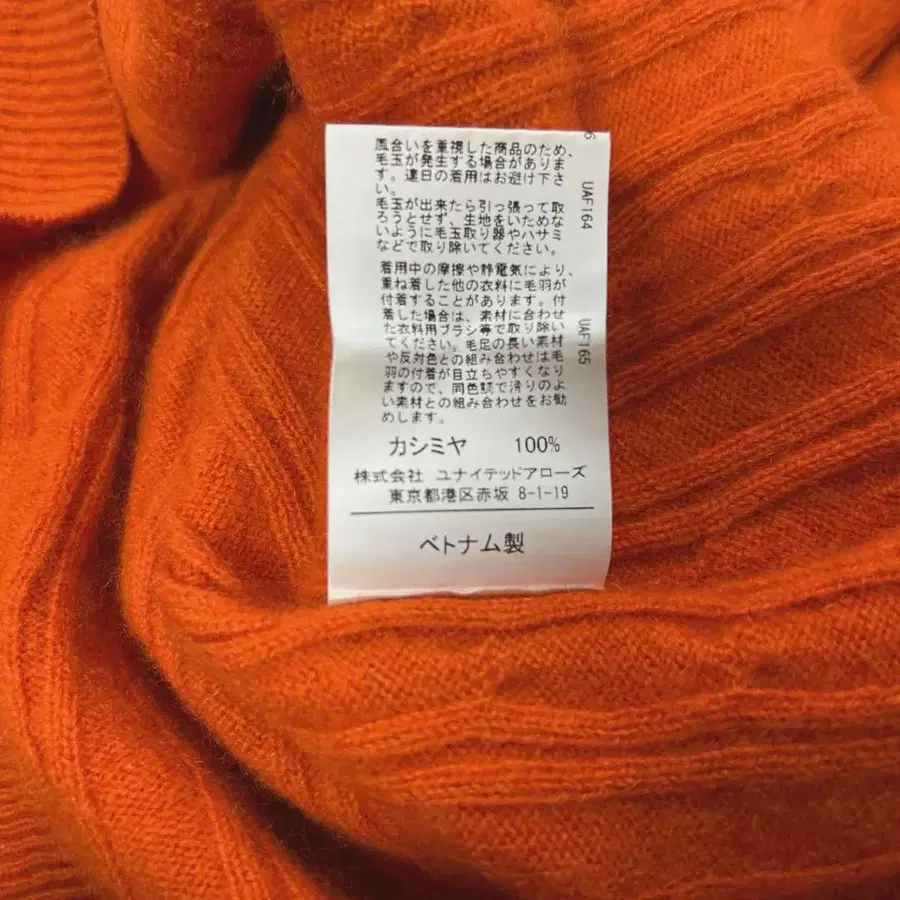 風合いを重視した商品のため、
毛玉が発生する場合がありま
す。連日の着用はお避け下さ
い。
毛玉が出来たら引っ張って取
ろうとせず、生地をいためな
いように毛玉取り器やハサミ
などで取り除いてください。
着用中の摩擦や静電気により、
重ね着した他の衣料に毛羽が
付着することがあります。付
着した場合は、素材に合わせ
た衣料用ブラシ等で取り除い
てください。毛足の長い素材
や反対色との組み合わせは毛
羽の付着が目立ちやすくなり
ますので、同色調で滑りのよ
い素材との組み合わせをお勧
めします。
カシミヤ 100%
株式会社 ユナイテッドアローズ
東京都港区赤坂 8-1-19
ベトナム製
6
UAF164
UAF165